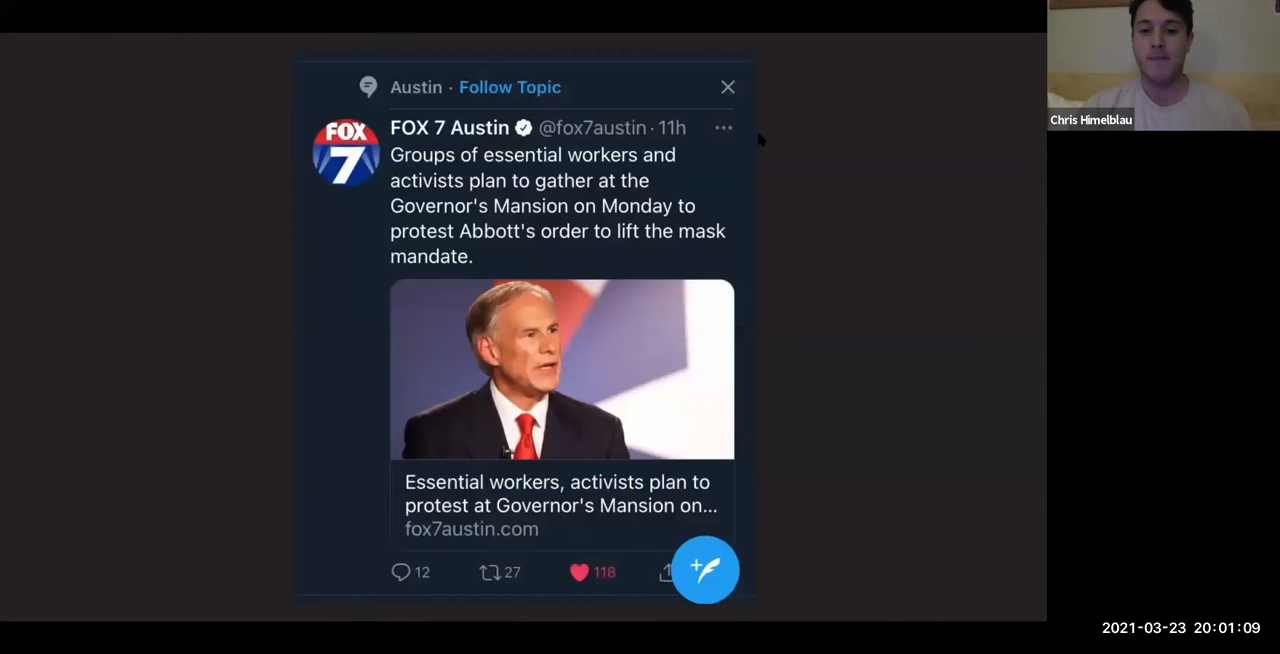 Austin · Follow Topic
FOX 7 Austin @fox7austin · 11h
FOX
7
Groups of essential workers and
activists plan to gather at the
Governor's Mansion on Monday to
protest Abbott's order to lift the mask
mandate.
Essential workers, activists plan to
protest at Governor's Mansion on...
fox7austin.com
12
27
118
Chris Himelblau
2021-03-23 20:01:09